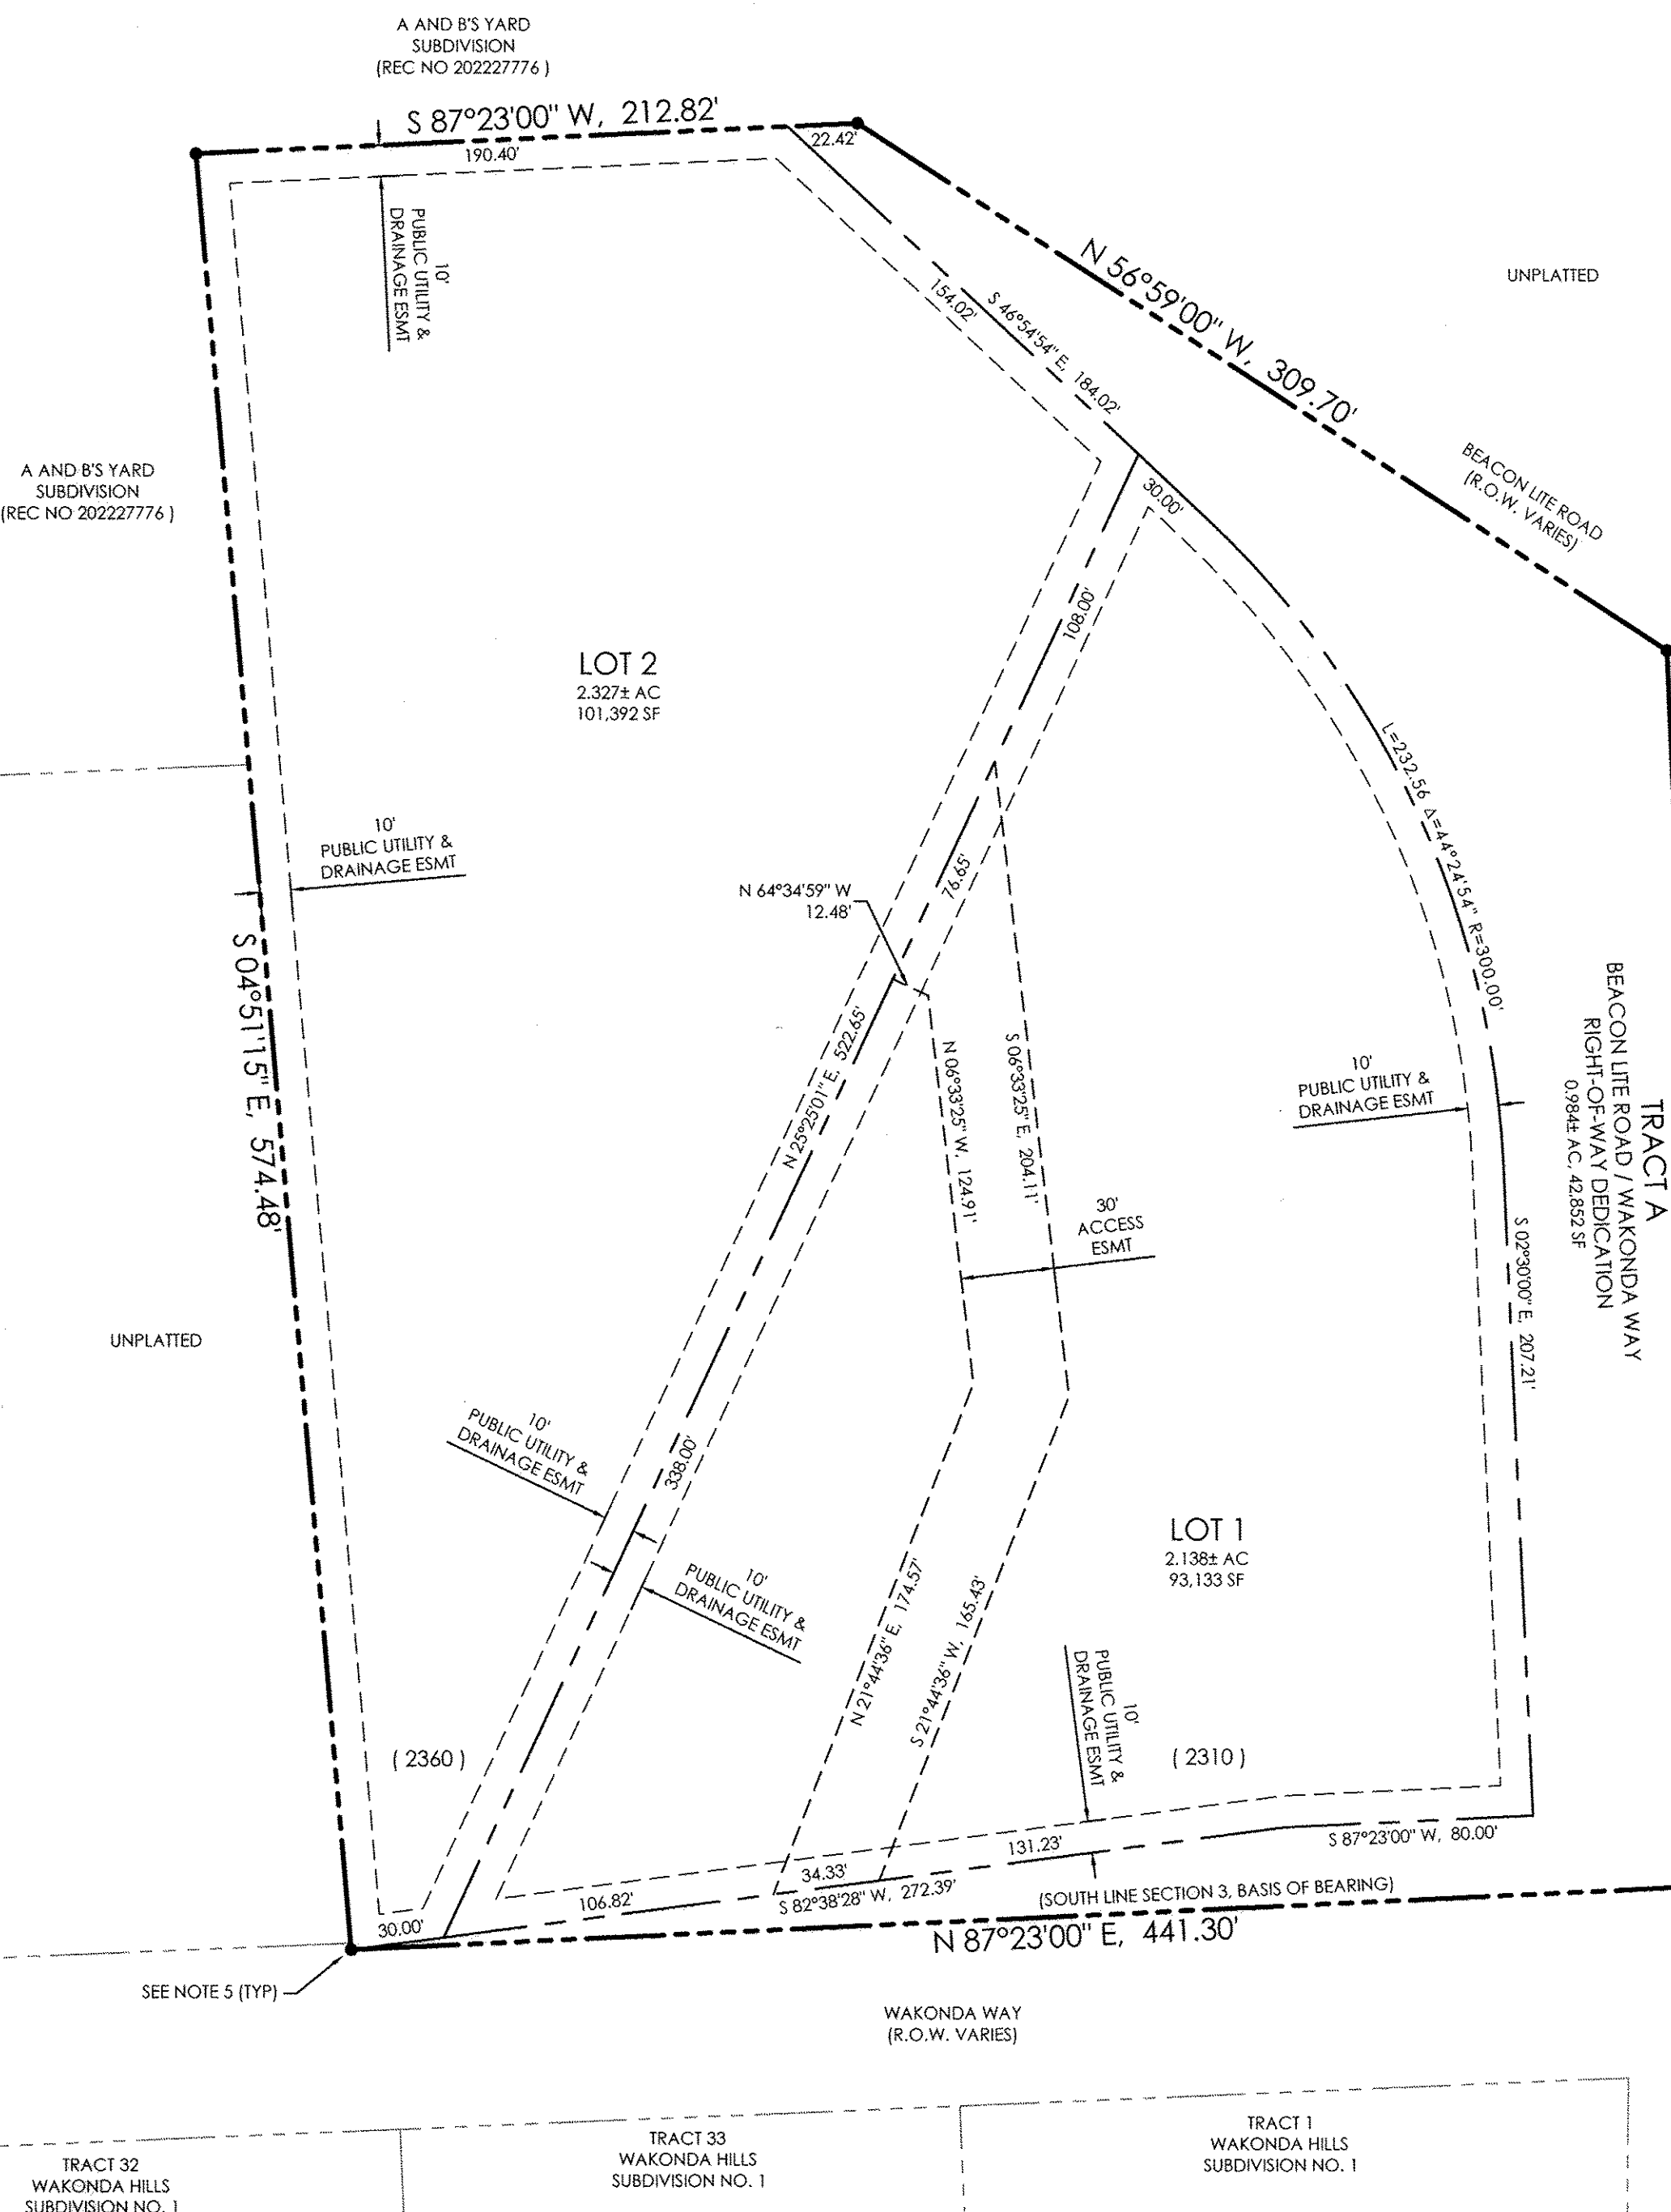 A AND B'S YARD
SUBDIVISION
(REC NO 202227776 )
S 87°23'00" W, 212.82'
190.40'
22.42'
10'
PUBLIC UTILITY &
DRAINAGE ESMT
N 56°59'00" W, 309.70'
UNPLATTED
S 46°54'54" E, 184.02'
154.02'
30.00'
BEACON LITE ROAD
(R.O.W. VARIES)
A AND B'S YARD
SUBDIVISION
(REC NO 202227776 )
LOT 2
2.327± AC
101,392 SF
108.00'
L=232.56 Δ=44°24'54" R=300.00'
10'
PUBLIC UTILITY &
DRAINAGE ESMT
76.65'
N 64°34'59" W
12.48'
S 04°51'15" E, 574.48'
N 25°25'01" E, 522.65'
N 06°33'25" W, 124.91'
S 06°33'25" E, 204.11'
10'
PUBLIC UTILITY &
DRAINAGE ESMT
TRACT A
BEACON LITE ROAD / WAKONDA WAY
RIGHT-OF-WAY DEDICATION
0.984± AC, 42,852 SF
30'
ACCESS
ESMT
S 02°30'00" E, 207.21'
UNPLATTED
10'
PUBLIC UTILITY &
DRAINAGE ESMT
338.00'
10'
PUBLIC UTILITY &
DRAINAGE ESMT
LOT 1
2.138± AC
93,133 SF
N 21°44'36" E, 174.57'
S 21°44'36" W, 165.43'
10'
PUBLIC UTILITY &
DRAINAGE ESMT
( 2360 )
( 2310 )
S 87°23'00" W, 80.00'
131.23'
34.33'
106.82'
S 82°38'28" W, 272.39'
30.00'
(SOUTH LINE SECTION 3, BASIS OF BEARING)
N 87°23'00" E, 441.30'
SEE NOTE 5 (TYP)
WAKONDA WAY
(R.O.W. VARIES)
TRACT 32
WAKONDA HILLS
SUBDIVISION NO. 1
TRACT 33
WAKONDA HILLS
SUBDIVISION NO. 1
TRACT 1
WAKONDA HILLS
SUBDIVISION NO. 1